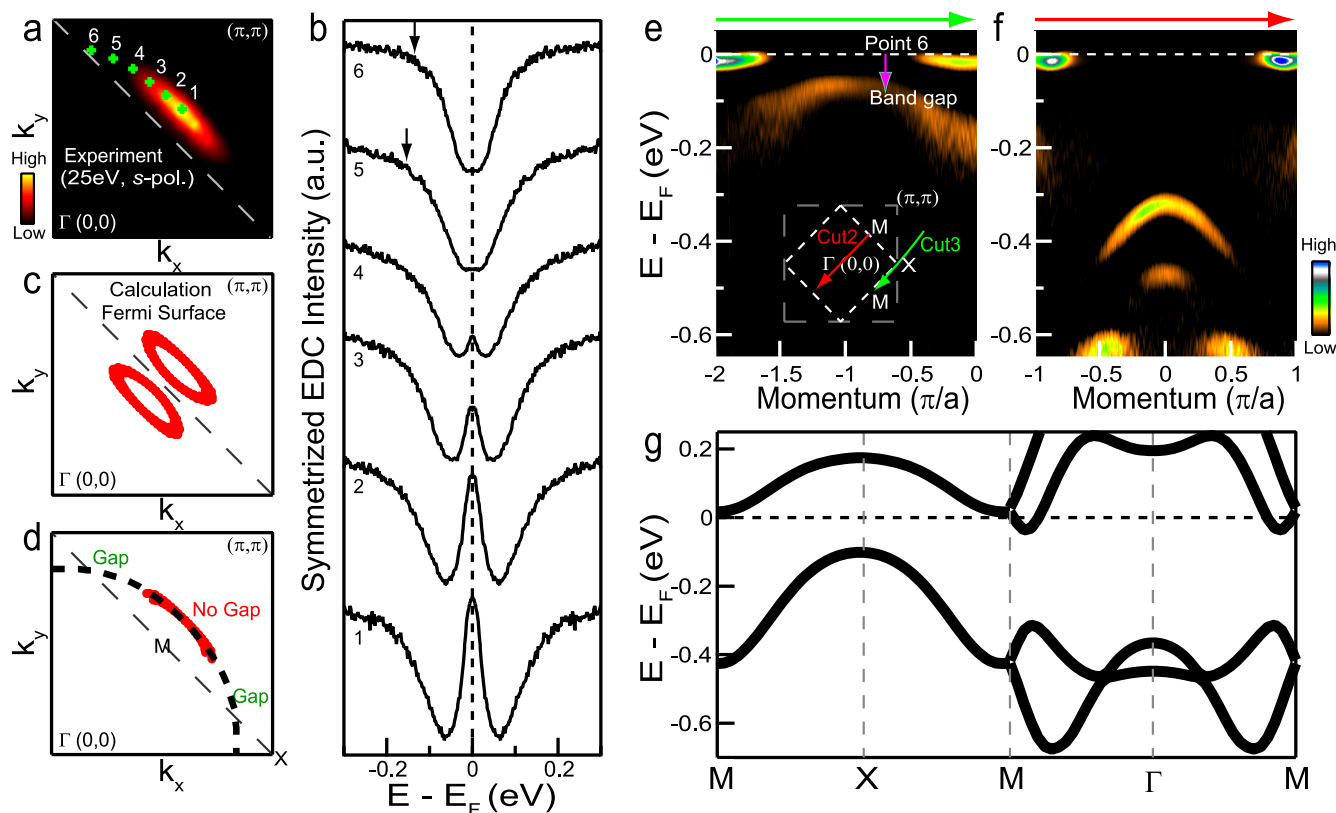 a
(π,π)
6
5
4
3
2
1
k_y
High
Low
Experiment
(25eV, s-pol.)
Γ (0,0)
k_x
b
6
5
4
3
2
1
Symmetrized EDC Intensity (a.u.)
-0.2
0
0.2
E - E_F (eV)
c
Calculation
Fermi Surface
(π,π)
k_y
Γ (0,0)
k_x
d
Gap
(π,π)
No Gap
M
Gap
k_y
Γ (0,0)
X
k_x
e
Point 6
Band gap
0
-0.2
-0.4
-0.6
E - E_F (eV)
(π,π)
M
Cut2
Cut3
Γ (0,0)
X
M
-2
-1
0
Momentum (π/a)
f
0
-0.2
-0.4
-0.6
-1
-0.5
0
0.5
1
Momentum (π/a)
High
Low
g
0.2
0
-0.2
-0.4
-0.6
E - E_F (eV)
M
X
M
Γ
M